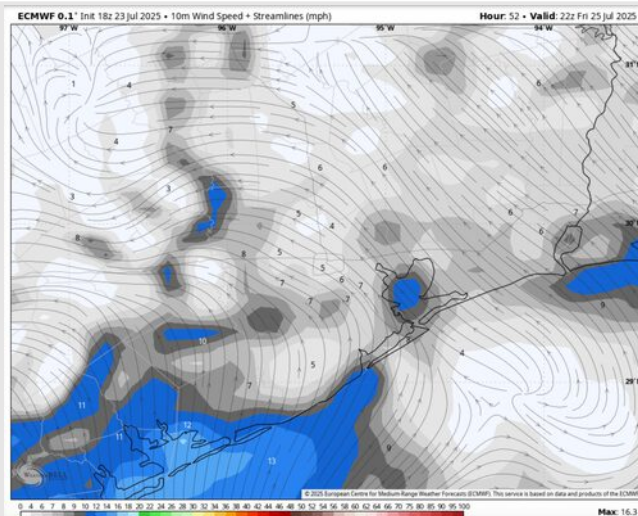 ECMWF 0.1° Init 18z 23 Jul 2025 • 10m Wind Speed + Streamlines (mph) Hour: 52 • Valid: 22z Fri 25 Jul 2025
97°W 96°W 95°W 94°W
31°
1 4 6
5
7
4
6 6
3
3
5 6 7
4 6
8
8 5
5 6 7
7
7 7
9
10
4
5
29°
7
11
12
11
13 9
© 2025 European Centre for Medium-Range Weather Forecasts (ECMWF). This service is based on data and products of the ECMWF
0 2 4 6 7 8 9 10 12 14 16 18 20 22 24 26 28 30 32 34 36 38 40 42 44 46 48 50 52 54 56 58 60 65 70 75 80 85 90 95 100
Max: 16.3